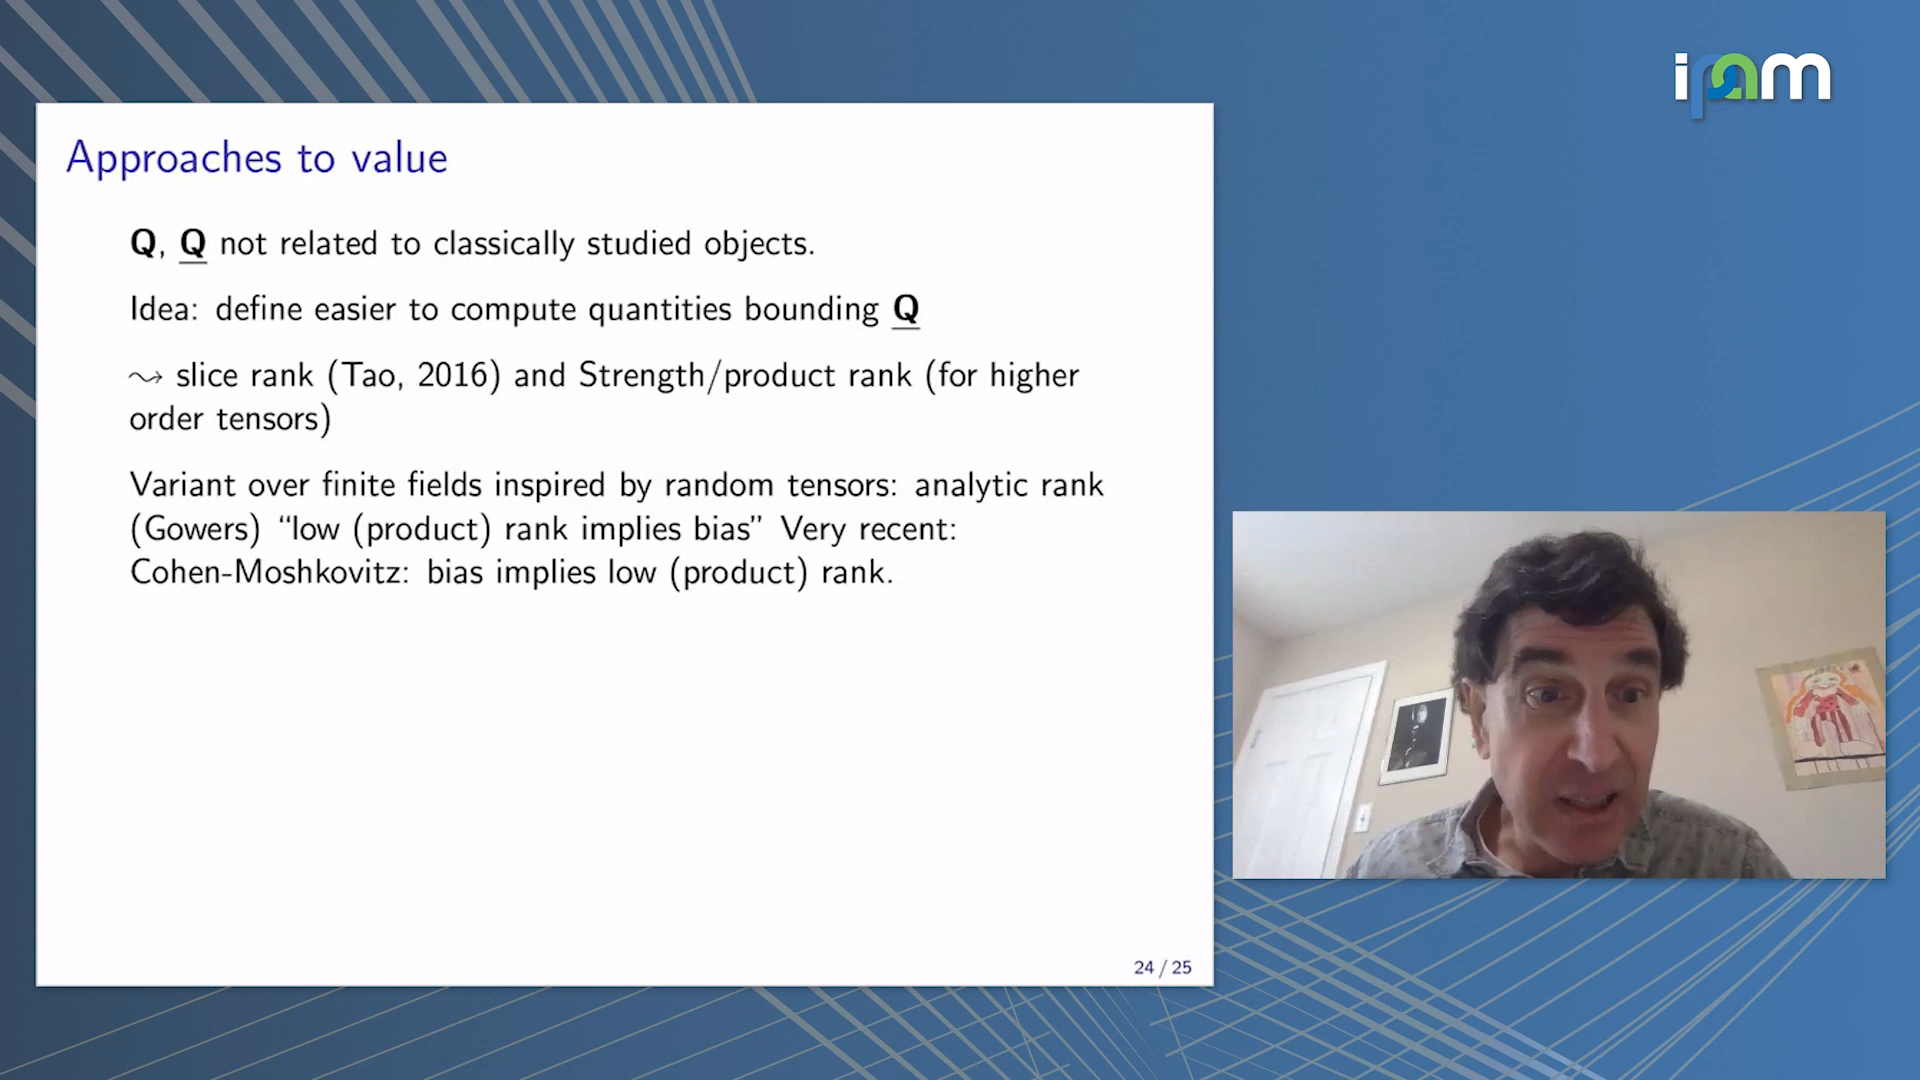 ipam
Approaches to value
Q, Q not related to classically studied objects.
Idea: define easier to compute quantities bounding Q
⇝ slice rank (Tao, 2016) and Strength/product rank (for higher
order tensors)
Variant over finite fields inspired by random tensors: analytic rank
(Gowers) “low (product) rank implies bias” Very recent:
Cohen-Moshkovitz: bias implies low (product) rank.
24 / 25